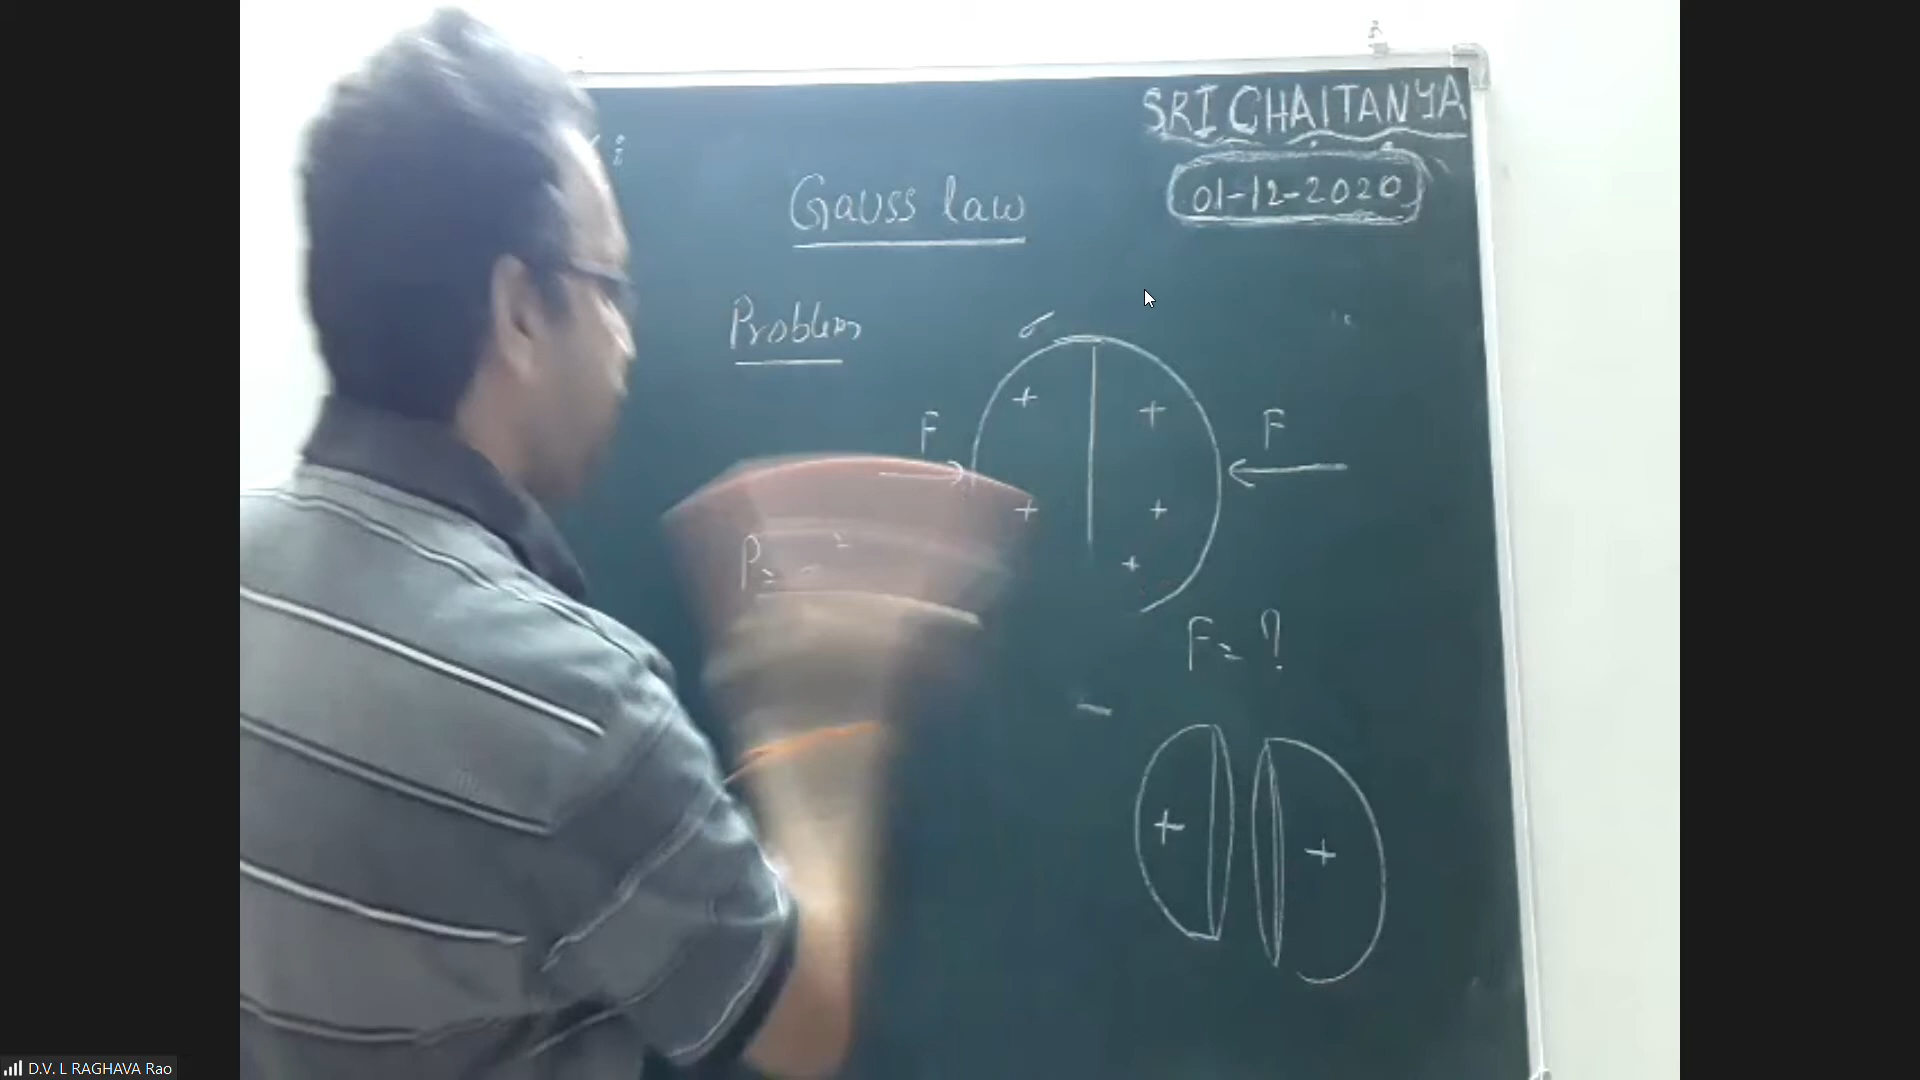 SRI CHAITANYA
01-12-2020
Gauss law
Problem
σ
+ +
F F
+ +
P=
+
F= ?
+ +
D.V. L RAGHAVA Rao